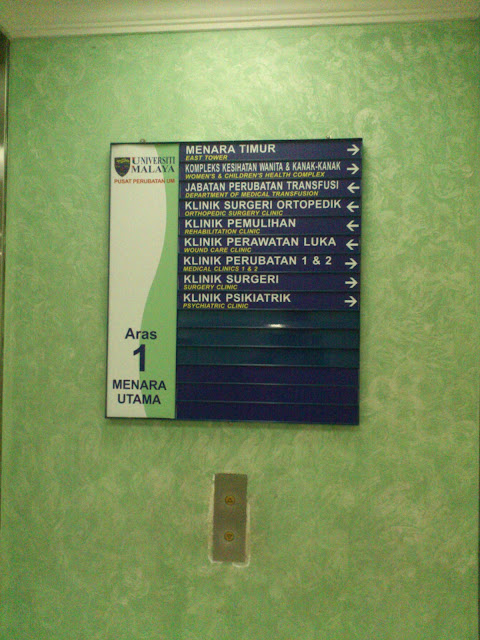 UNIVERSITI
MALAYA
PUSAT PERUBATAN UM
Aras
1
MENARA
UTAMA
MENARA TIMUR →
EAST TOWER
KOMPLEKS KESIHATAN WANITA & KANAK-KANAK →
WOMEN'S & CHILDREN'S HEALTH COMPLEX
JABATAN PERUBATAN TRANSFUSI ←
DEPARTMENT OF MEDICAL TRANSFUSION
KLINIK SURGERI ORTOPEDIK ←
ORTHOPEDIC SURGERY CLINIC
KLINIK PEMULIHAN ←
REHABILITATION CLINIC
KLINIK PERAWATAN LUKA ←
WOUND CARE CLINIC
KLINIK PERUBATAN 1 & 2 →
MEDICAL CLINICS 1 & 2
KLINIK SURGERI →
SURGERY CLINIC
KLINIK PSIKIATRIK →
PSYCHIATRIC CLINIC